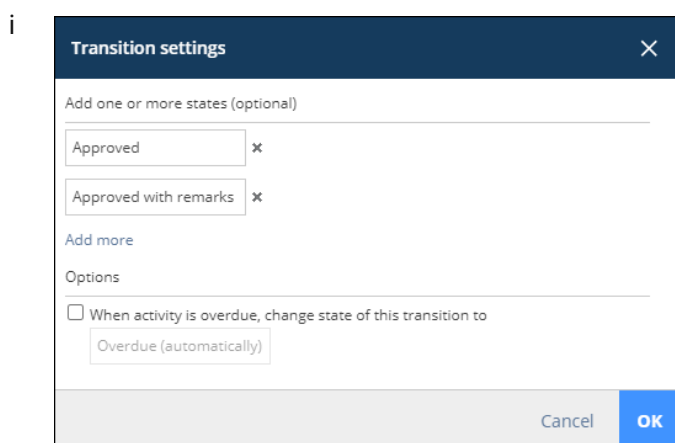 i
Transition settings
Add one or more states (optional)
Approved
Approved with remarks
Add more
Options
When activity is overdue, change state of this transition to
Overdue (automatically)
Cancel OK